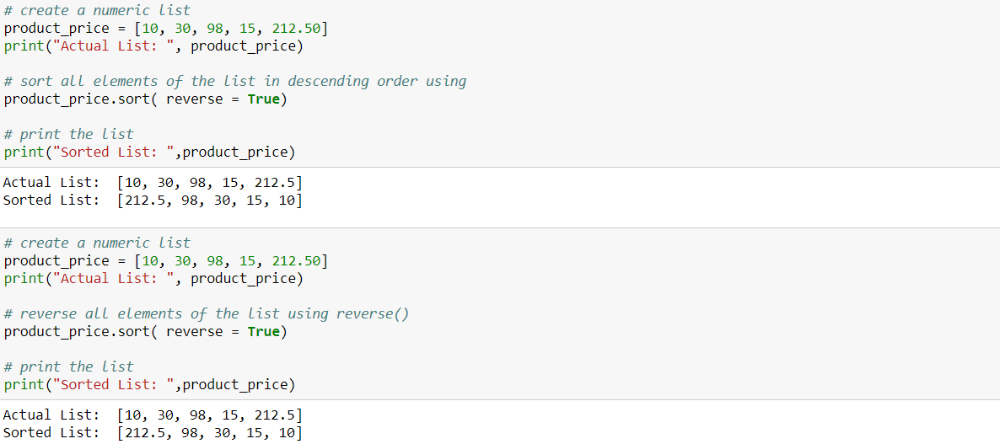 # create a numeric list
product_price = [10, 30, 98, 15, 212.50]
print("Actual List: ", product_price)
# sort all elements of the list in descending order using
product_price.sort( reverse = True)
# print the list
print("Sorted List: ",product_price)
Actual List:  [10, 30, 98, 15, 212.5]
Sorted List:  [212.5, 98, 30, 15, 10]
# create a numeric list
product_price = [10, 30, 98, 15, 212.50]
print("Actual List: ", product_price)
# reverse all elements of the list using reverse()
product_price.sort( reverse = True)
# print the list
print("Sorted List: ",product_price)
Actual List:  [10, 30, 98, 15, 212.5]
Sorted List:  [212.5, 98, 30, 15, 10]